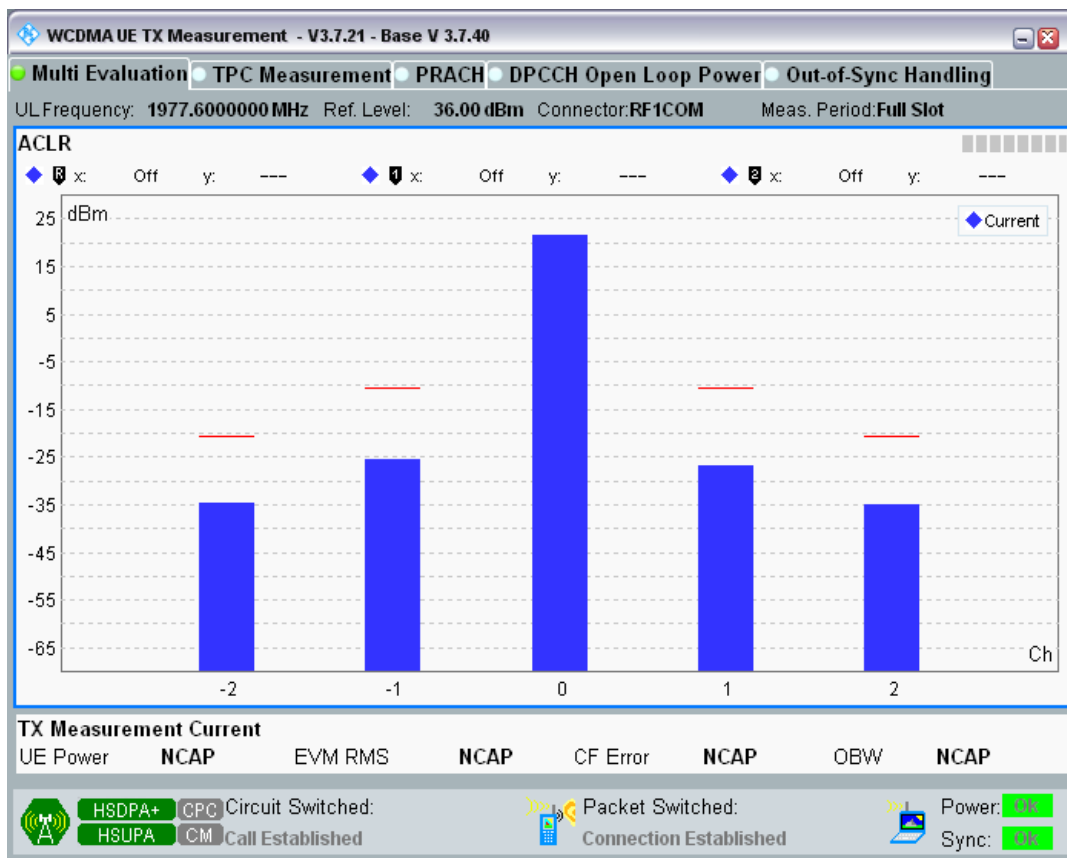 WCDMA UE TX Measurement - V3.7.21 - Base V 3.7.40
Multi Evaluation TPC Measurement PRACH DPCCH Open Loop Power Out-of-Sync Handling
UL Frequency: 1977.6000000 MHz Ref. Level: 36.00 dBm Connector:RF1COM Meas. Period:Full Slot
ACLR
R x: Off y: --- 1 x: Off y: --- 2 x: Off y: ---
dBm
Current
25
15
5
-5
-15
-25
-35
-45
-55
-65
Ch
-2 -1 0 1 2
TX Measurement Current
UE Power NCAP EVM RMS NCAP CF Error NCAP OBW NCAP
HSDPA+ CPC Circuit Switched: Packet Switched: Power: Ok
HSUPA CM Call Established Connection Established Sync: Ok